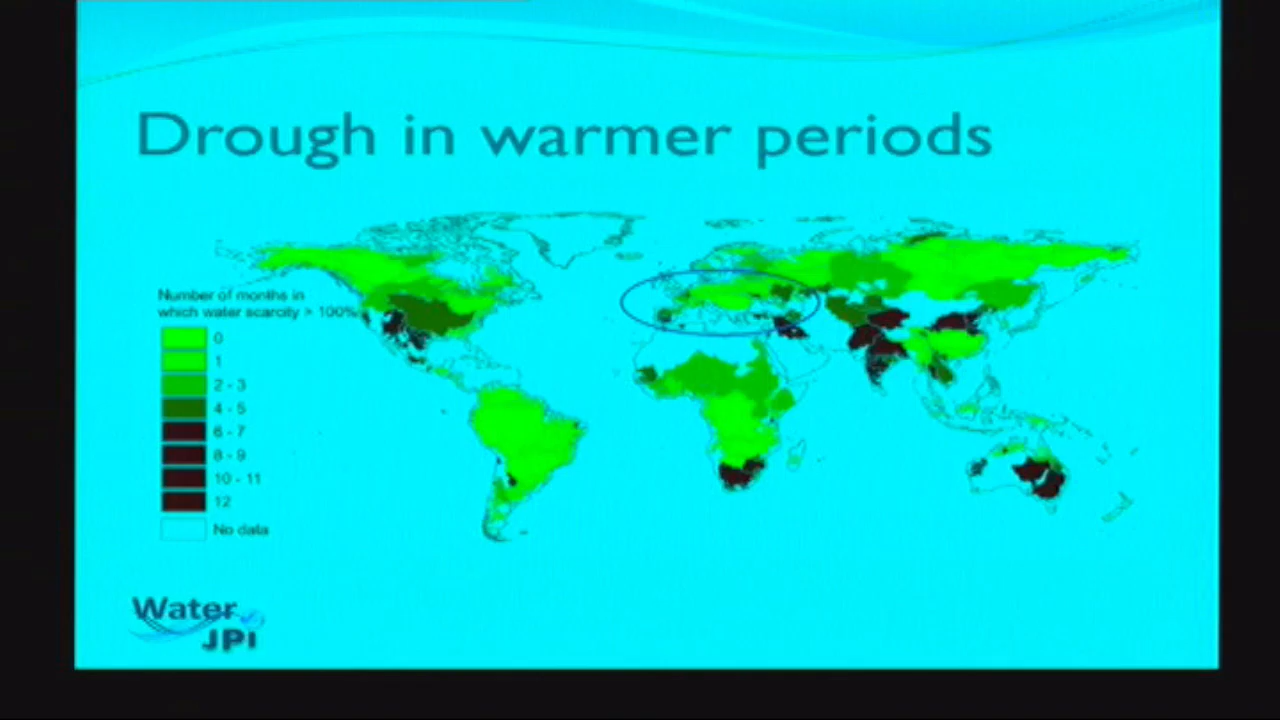 Drough in warmer periods
Number of months in
which water scarcity > 100%
0
1
2 - 3
4 - 5
6 - 7
8 - 9
10 - 11
12
No data
Water
JPI